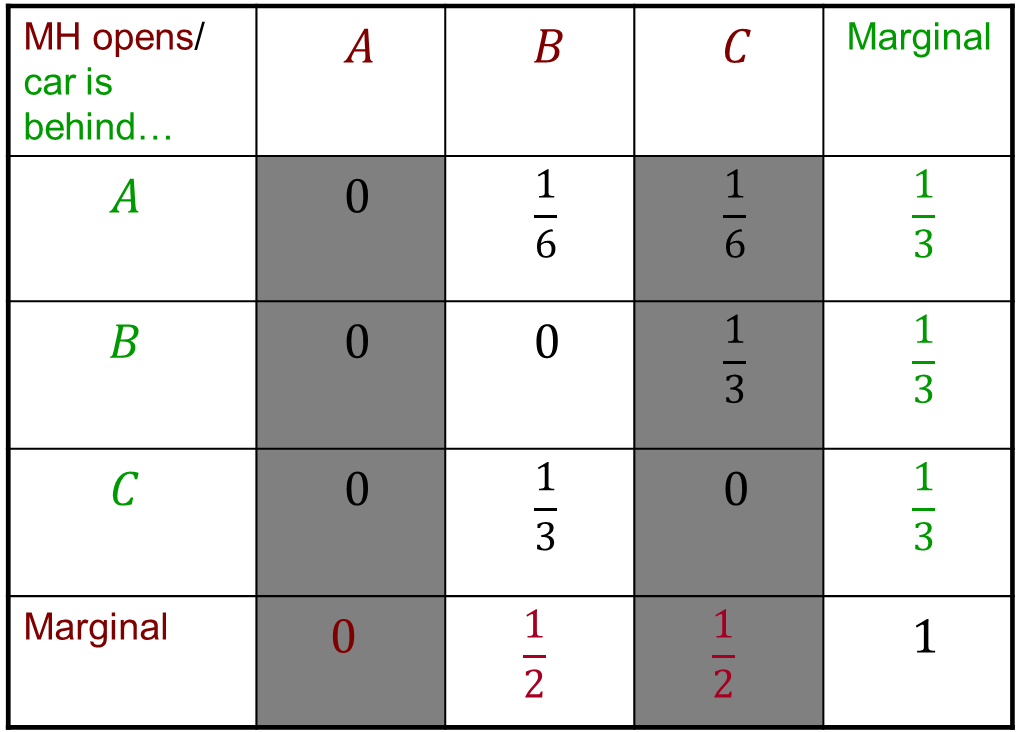 MH opens/ A B C Marginal
car is
behind…
A 0 1/6 1/6 1/3
B 0 0 1/3 1/3
C 0 1/3 0 1/3
Marginal 0 1/2 1/2 1